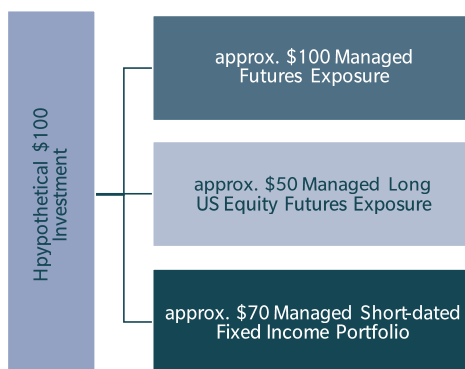 Hpypothetical $100
Investment
approx. $100 Managed
Futures Exposure
approx. $50 Managed Long
US Equity Futures Exposure
approx. $70 Managed Short-dated
Fixed Income Portfolio